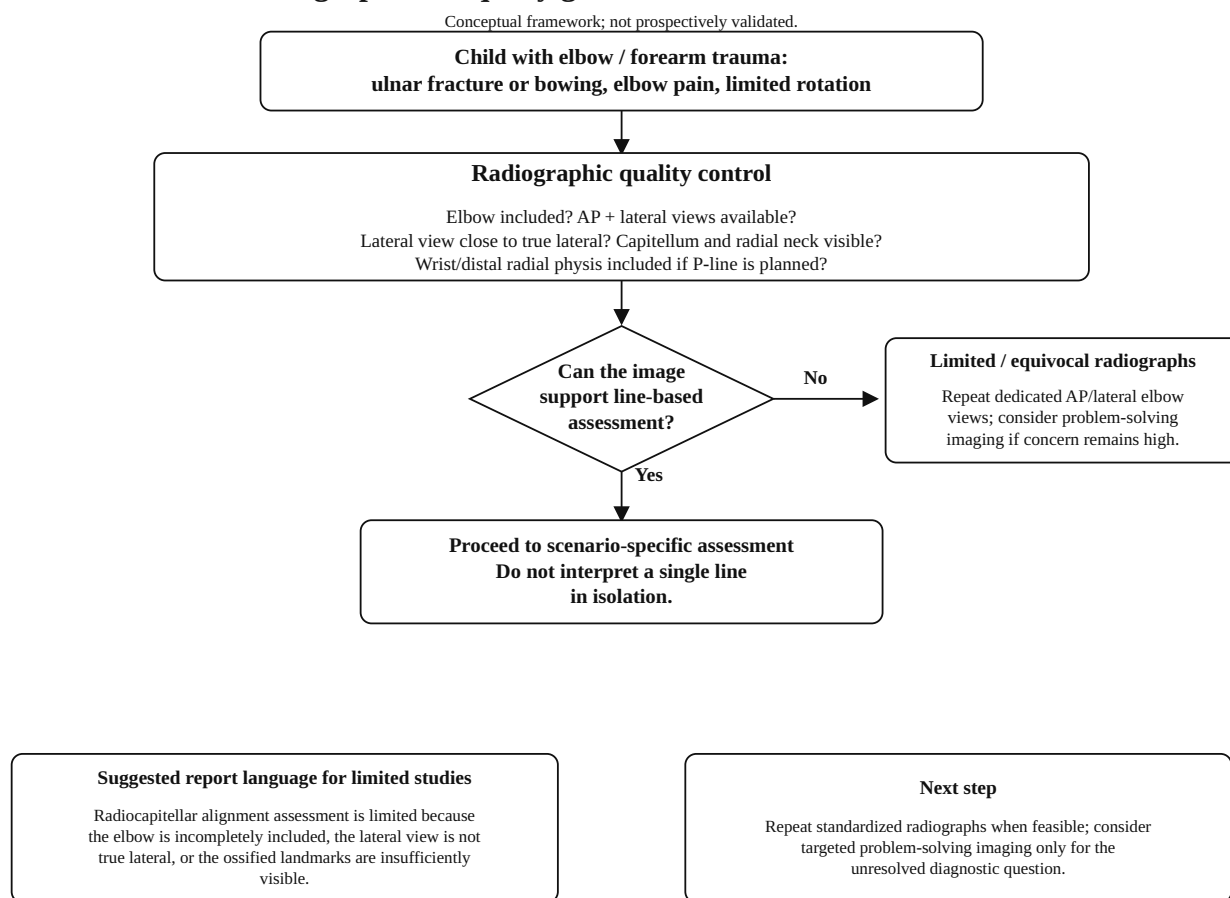 Conceptual framework; not prospectively validated.
Child with elbow / forearm trauma:
ulnar fracture or bowing, elbow pain, limited rotation
Radiographic quality control
Elbow included? AP + lateral views available?
Lateral view close to true lateral? Capitellum and radial neck visible?
Wrist/distal radial physis included if P-line is planned?
Can the image
support line-based
assessment?
No
Limited / equivocal radiographs
Repeat dedicated AP/lateral elbow
views; consider problem-solving
imaging if concern remains high.
Yes
Proceed to scenario-specific assessment
Do not interpret a single line
in isolation.
Suggested report language for limited studies
Radiocapitellar alignment assessment is limited because
the elbow is incompletely included, the lateral view is not
true lateral, or the ossified landmarks are insufficiently
visible.
Next step
Repeat standardized radiographs when feasible; consider
targeted problem-solving imaging only for the
unresolved diagnostic question.